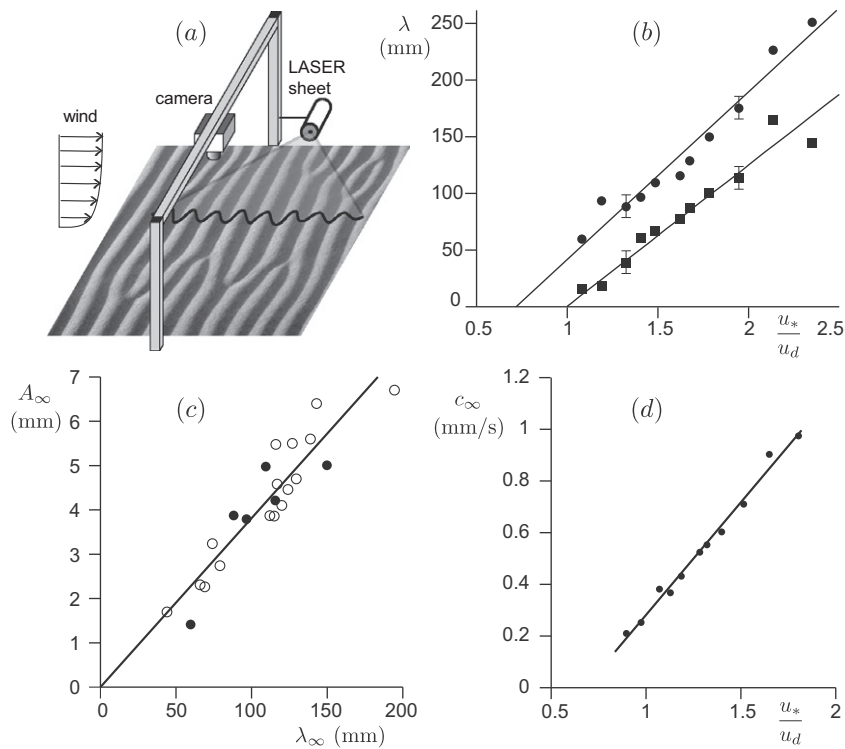 (a)
LASER
sheet
camera
wind
λ
(mm)
(b)
250
200
150
100
50
0
0.5
1
1.5
2
2.5
u*
u_d
A∞
(mm)
(c)
7
6
5
4
3
2
1
0
0
50
100
150
200
λ∞ (mm)
c∞
(mm/s)
(d)
1.2
1
0.8
0.6
0.4
0.2
0
0.5
1
1.5
2
u*
u_d